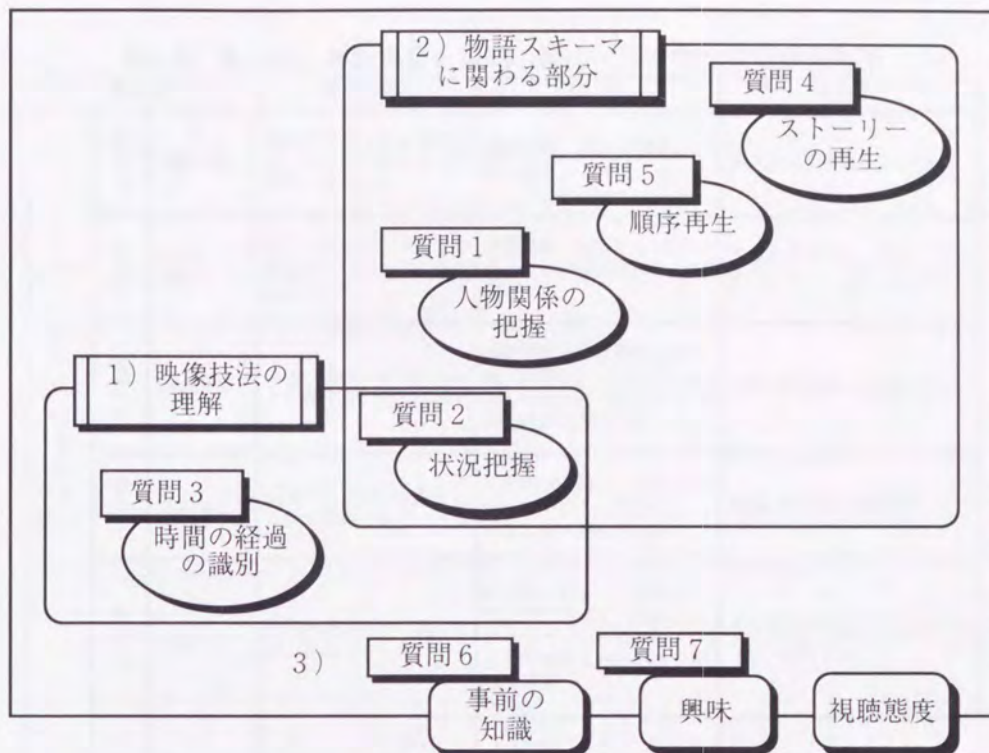 2）物語スキーマ
に関わる部分
質問4
ストーリー
の再生
質問5
順序再生
質問1
人物関係の
把握
1）映像技法の
理解
質問2
状況把握
質問3
時間の経過
の識別
3）
質問6
事前の
知識
質問7
興味
視聴態度